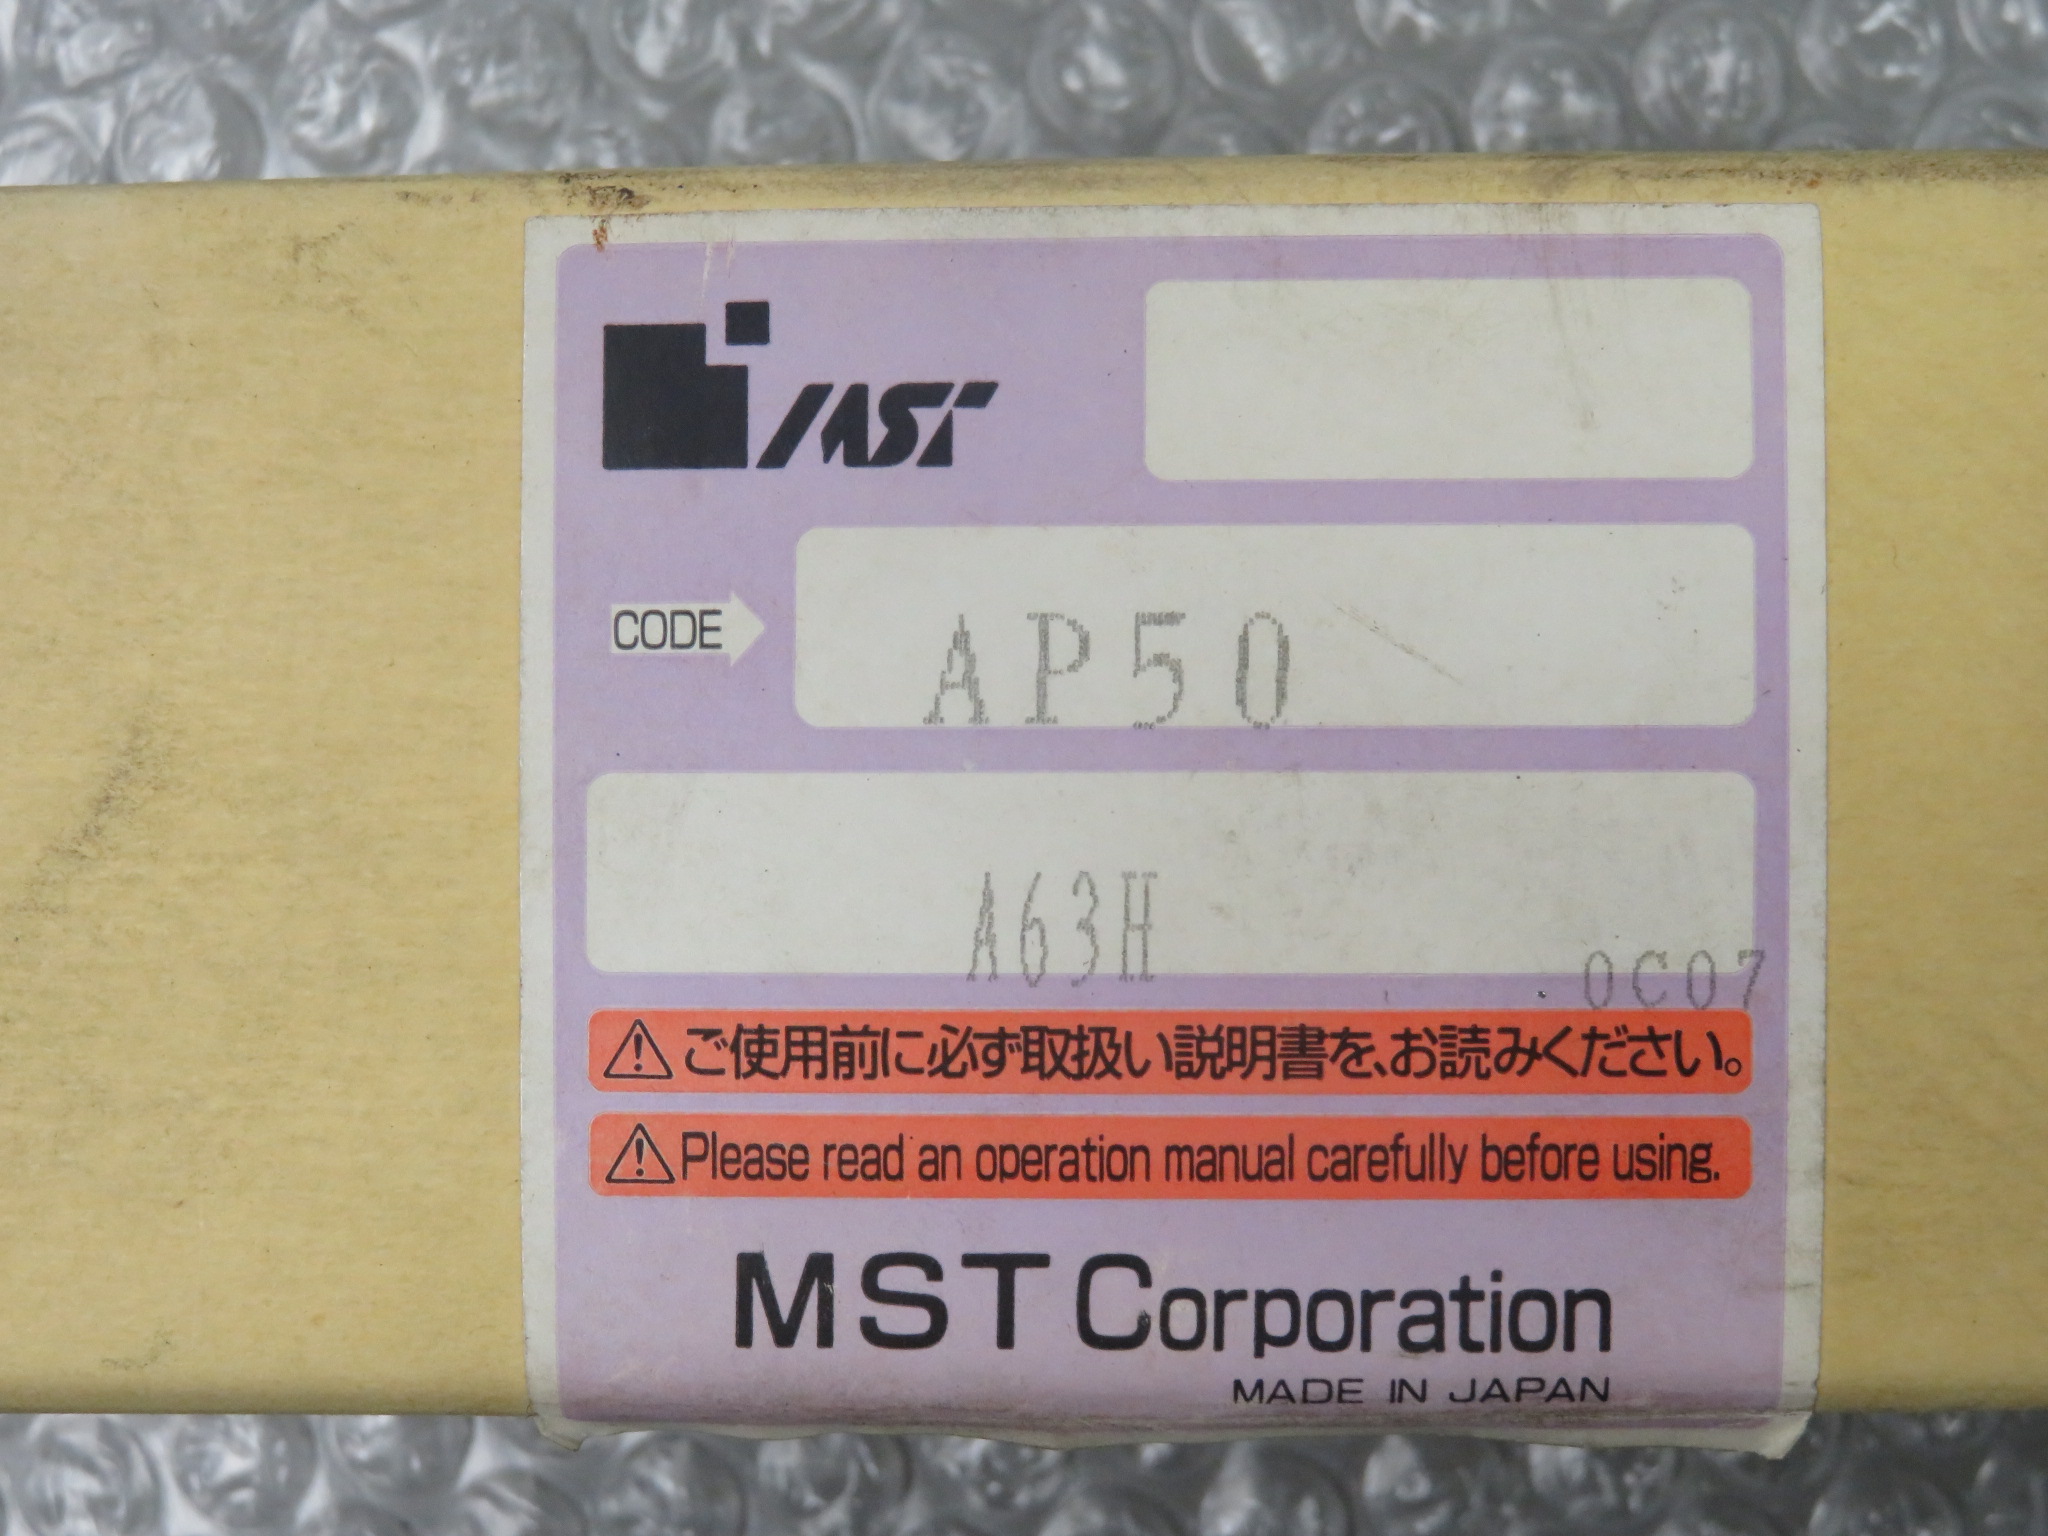 MST
CODE
AP50
A63H
0C07
ご使用前に必ず取扱い説明書を、お読みください。
Please read an operation manual carefully before using.
MST Corporation
MADE IN JAPAN